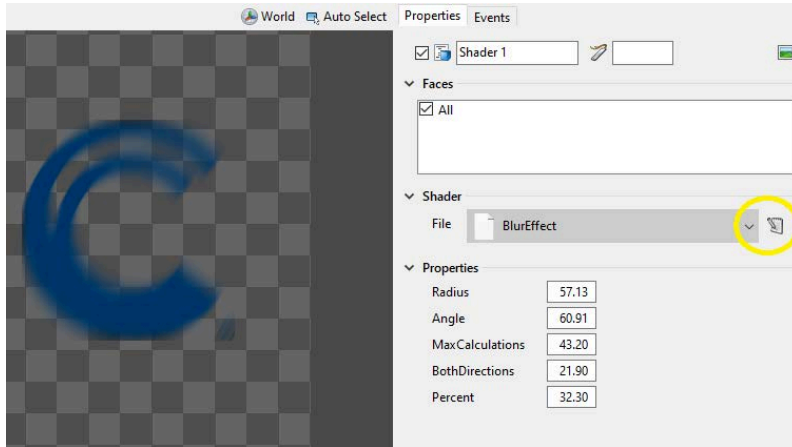 World Auto Select Properties Events
Shader 1
Faces
All
Shader
File BlurEffect
Properties
Radius 57.13
Angle 60.91
MaxCalculations 43.20
BothDirections 21.90
Percent 32.30